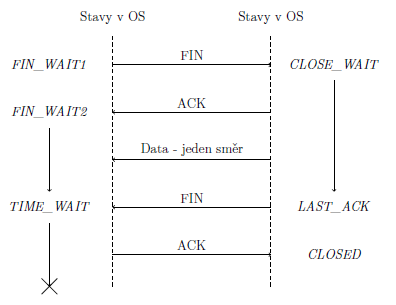 Stavy v OS Stavy v OS
FIN_WAIT1 FIN CLOSE_WAIT
FIN_WAIT2 ACK
Data - jeden směr
TIME_WAIT FIN LAST_ACK
ACK CLOSED